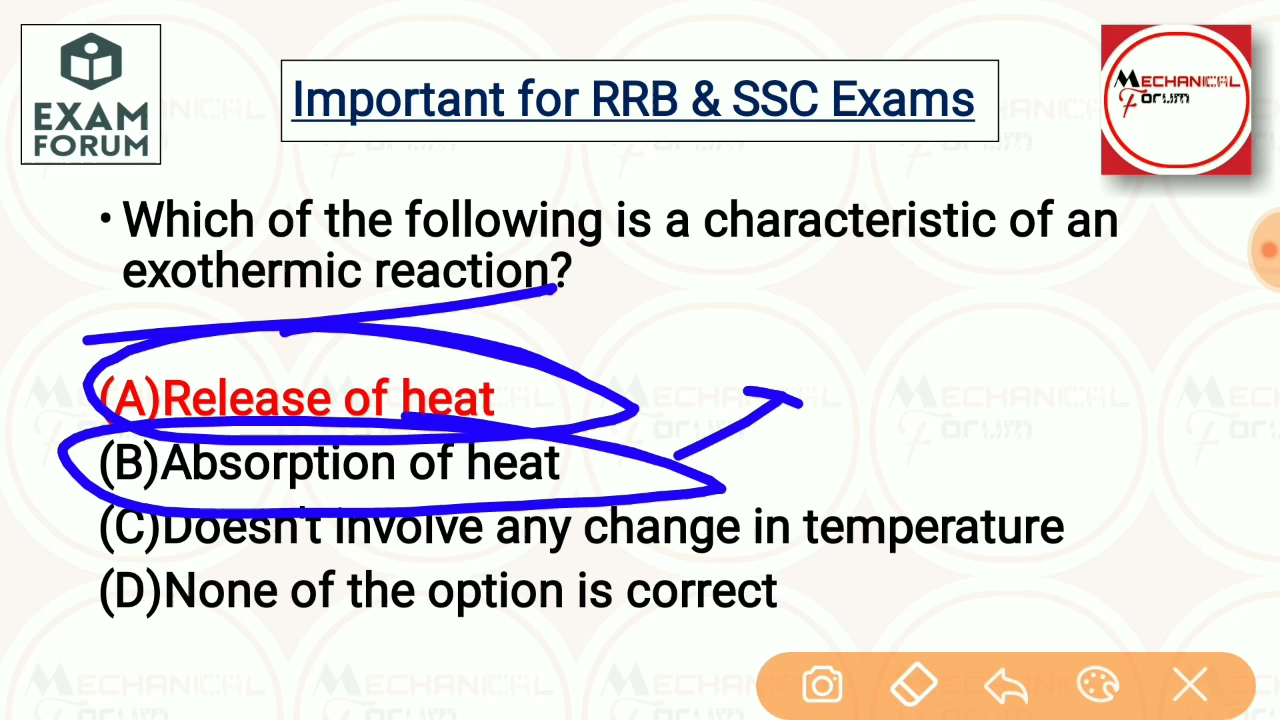 EXAM
FORUM
Important for RRB & SSC Exams
MECHANICAL
Forum
• Which of the following is a characteristic of an
exothermic reaction?
(A)Release of heat
(B)Absorption of heat
(C)Doesn't involve any change in temperature
(D)None of the option is correct